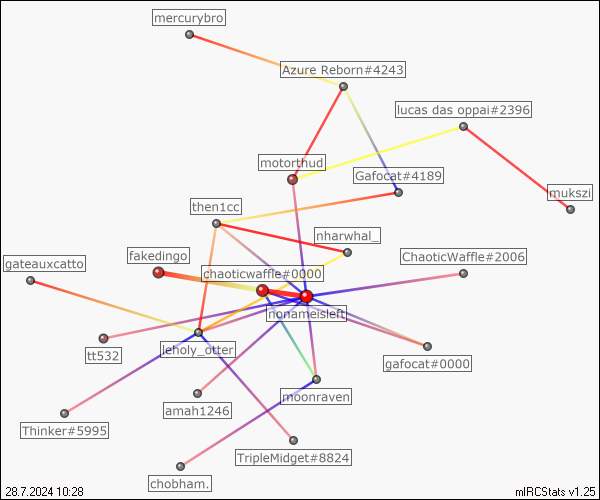 mercurybro
Azure Reborn#4243
lucas das oppai#2396
motorthud
Gafocat#4189
mukszi
then1cc
nharwhal_
fakedingo
ChaoticWaffle#2006
gateauxcatto
chaoticwaffle#0000
nonameisleft
tt532
leholy_otter
gafocat#0000
moonraven
amah1246
Thinker#5995
TripleMidget#8824
chobham.
28.7.2024 10:28
mIRCStats v1.25